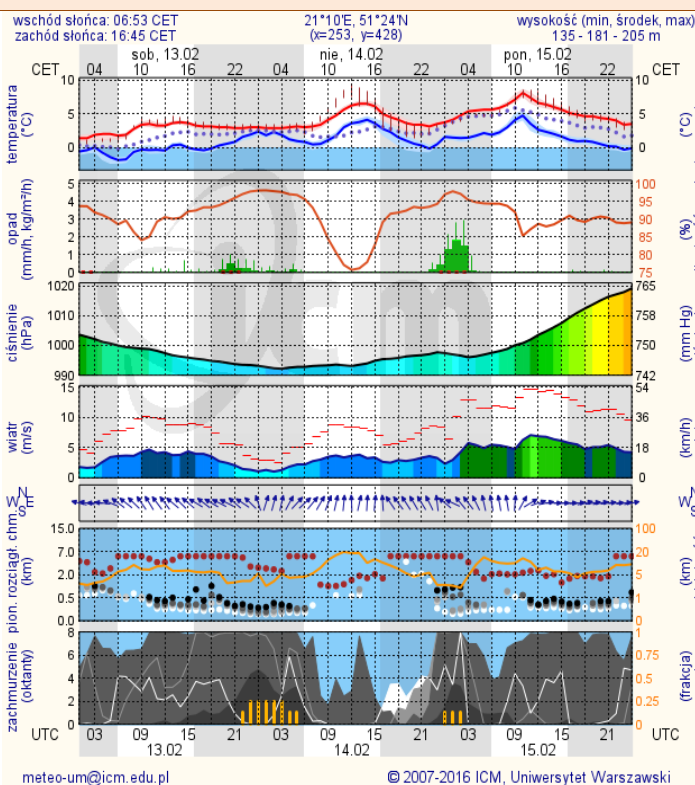 wschód słońca: 06:53 CET 21°10'E, 51°24'N wysokość (min, środek, max)
zachód słońca: 16:45 CET (x=253, y=428) 135 - 181 - 205 m
sob, 13.02 nie, 14.02 pon, 15.02
CET 04 10 16 22 04 10 16 22 04 10 16 22 CET
temperatura (°C)
10 10
5 5
0 0
(°C)
opad (mm/h, kg/m²/h)
5 100
4 95
3 90
2 85
1 80
0 75
(%)
ciśnienie (hPa)
1020 765
1010 758
1000 750
990 742
(mm Hg)
wiatr (m/s)
15 54
10 36
5 18
0 0
(km/h)
N
W E
S
N
W
S
pion. rozciągł. chm.
(km)
15.0 100
7.0 20
2.0 5
0.5 1
0.0 0
(km)
zachmurzenie (oktanty)
8 1
6 0.75
4 0.5
2 0.25
0 0
(frakcja)
UTC 03 09 15 21 03 09 15 21 03 09 15 21 UTC
13.02 14.02 15.02
meteo-um@icm.edu.pl © 2007-2016 ICM, Uniwersytet Warszawski